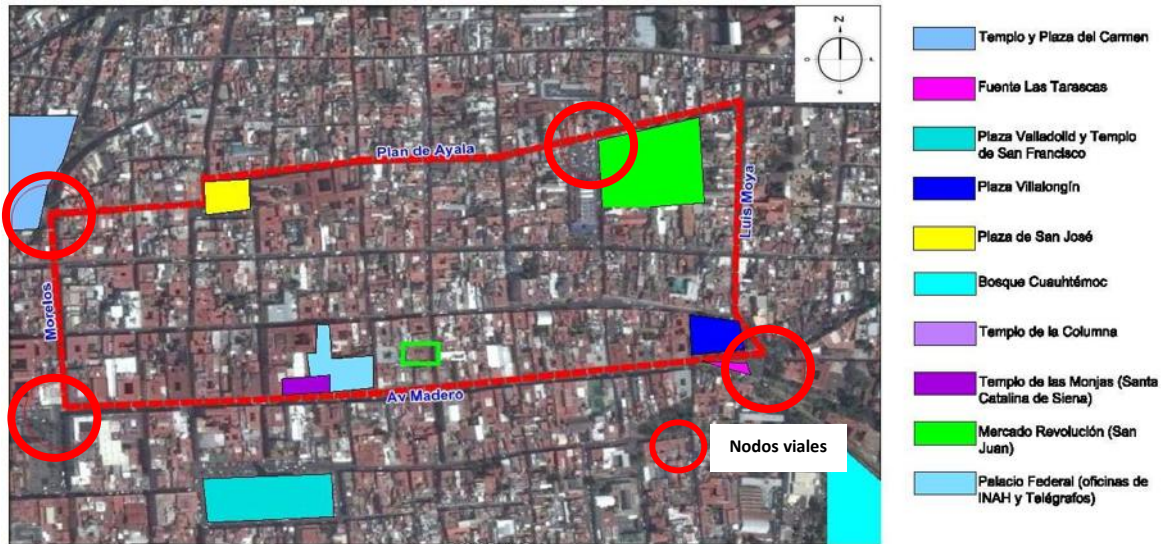 Z
Plan de Ayala
Luis Moya
Morelos
Av Madero
Nodos viales
Templo y Plaza del Carmen
Fuente Las Tarascas
Plaza Valladolid y Templo
de San Francisco
Plaza Villalongín
Plaza de San José
Bosque Cuauhtémoc
Templo de la Columna
Templo de las Monjas (Santa
Catalina de Siena)
Mercado Revolución (San
Juan)
Palacio Federal (oficinas de
INAH y Telégrafos)